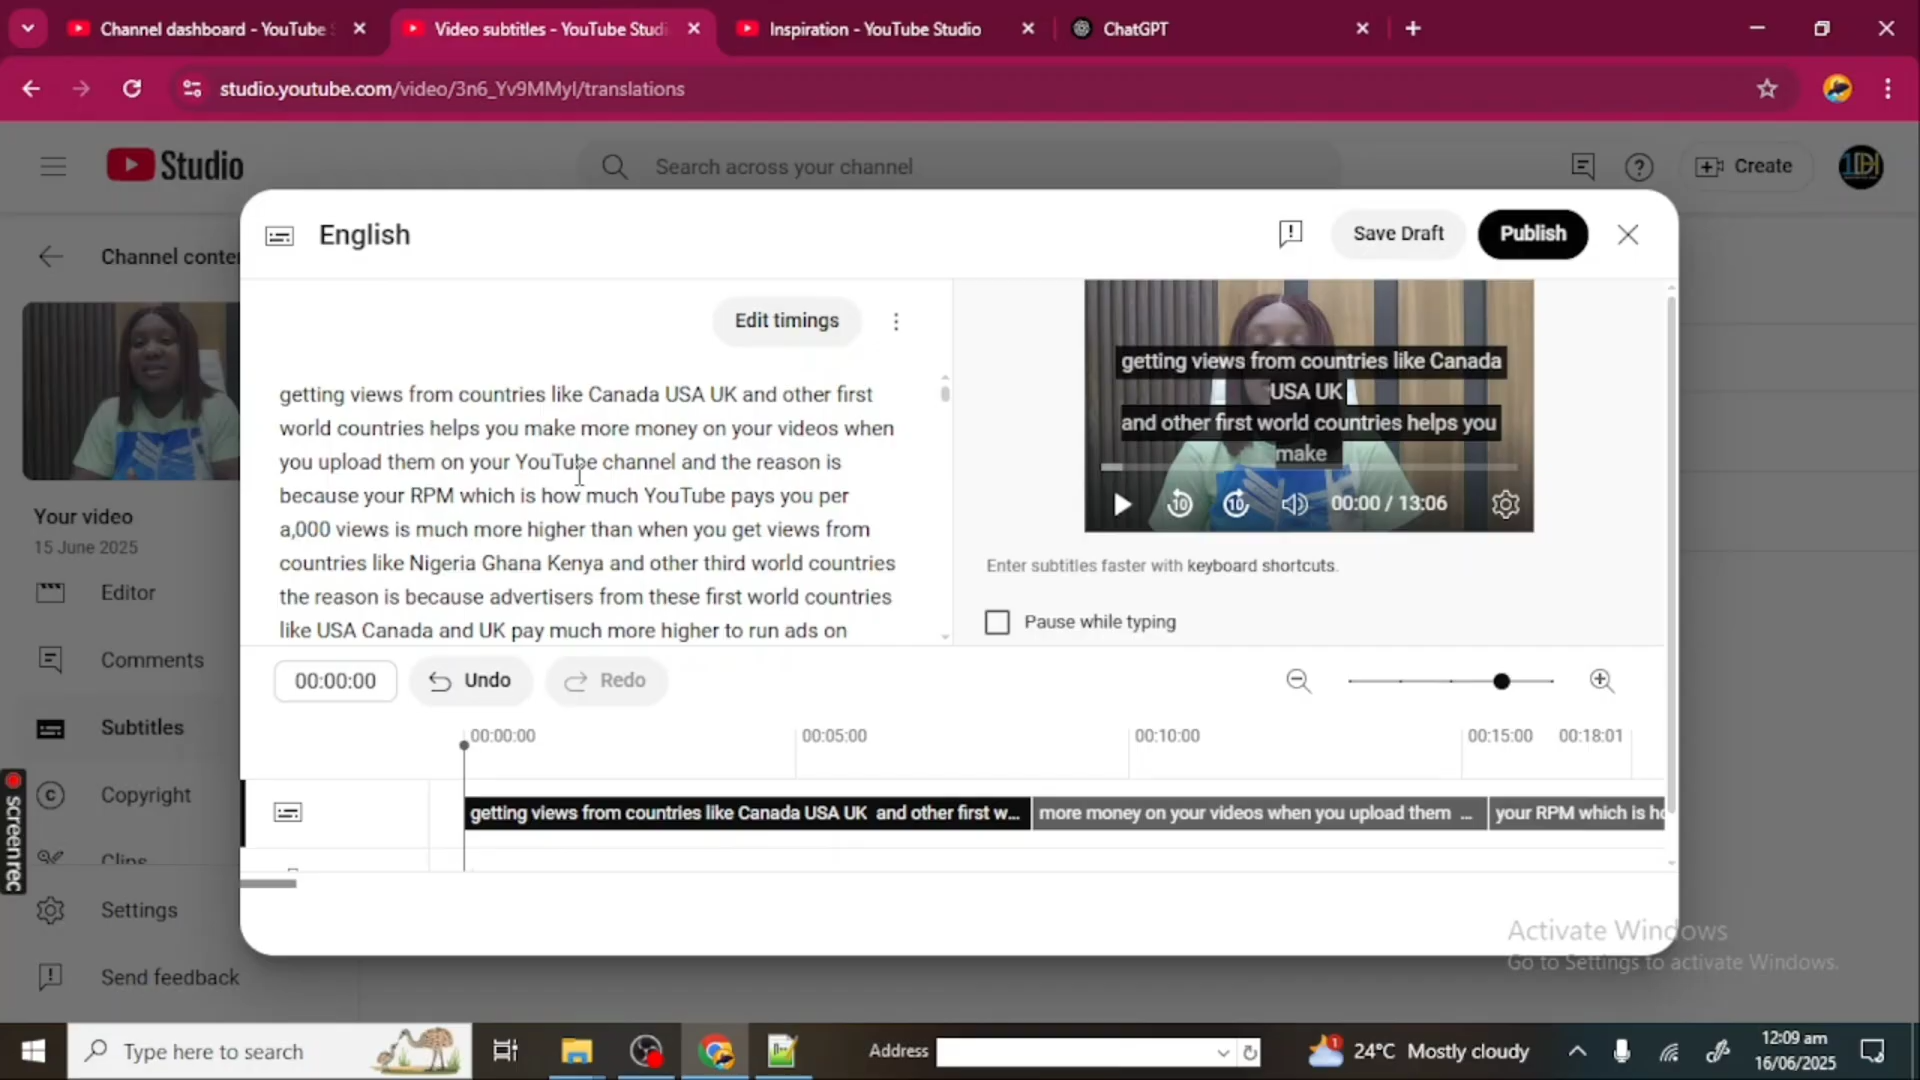 Channel dashboard - YouTube S
Video subtitles - YouTube Studi
Inspiration - YouTube Studio
ChatGPT
studio.youtube.com/video/3n6_Yv9MMyI/translations
Studio
Search across your channel
Create
Channel conte
English
Save Draft
Publish
Edit timings
getting views from countries like Canada USA UK and other first
world countries helps you make more money on your videos when
you upload them on your YouTube channel and the reason is
because your RPM which is how much YouTube pays you per
a,000 views is much more higher than when you get views from
countries like Nigeria Ghana Kenya and other third world countries
the reason is because advertisers from these first world countries
like USA Canada and UK pay much more higher to run ads on
getting views from countries like Canada
USA UK
and other first world countries helps you
make
10
10
00:00 / 13:06
Enter subtitles faster with keyboard shortcuts.
Pause while typing
Your video
15 June 2025
Editor
Comments
Subtitles
Copyright
Clips
Settings
Send feedback
00:00:00
Undo
Redo
00:00:00
00:05:00
00:10:00
00:15:00
00:18:01
getting views from countries like Canada USA UK and other first w...
more money on your videos when you upload them ...
your RPM which is ho
screenrec
Activate Windows
Go to Settings to activate Windows.
Type here to search
Address
1
24°C Mostly cloudy
12:09 am
16/06/2025